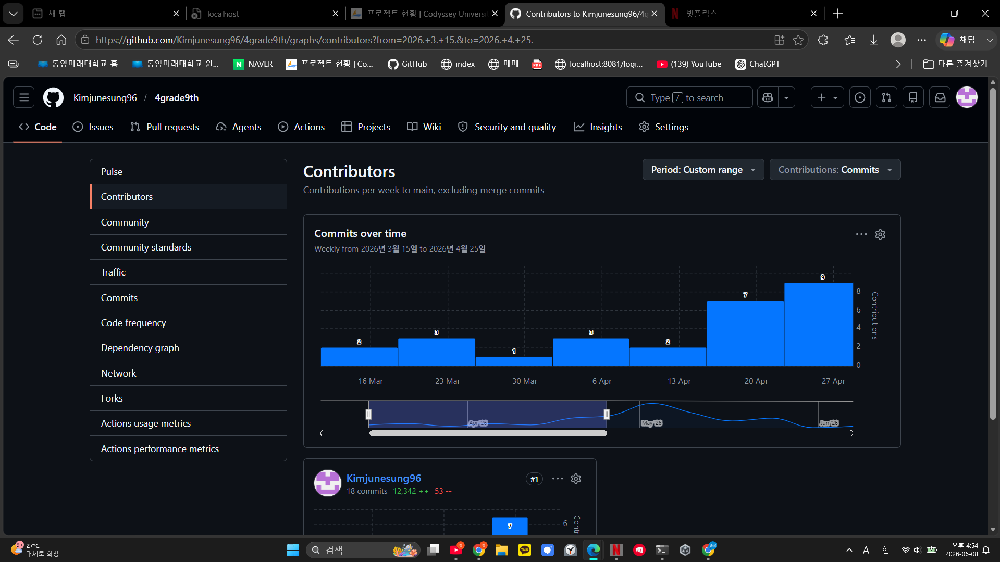 새 탭
localhost
프로젝트 현황 | Codyssey Universi
Contributors to Kimjunesung96/4g
넷플릭스
https://github.com/Kimjunesung96/4grade9th/graphs/contributors?from=2026.+3.+15.&to=2026.+4.+25.
채팅
동양미래대학교 홈
동양미래대학교 원...
NAVER
프로젝트 현황 | Co...
GitHub
index
메페
PDF
localhost:8081/logi...
(139) YouTube
ChatGPT
다른 즐겨찾기
Kimjunesung96 / 4grade9th
Type / to search
Code
Issues
Pull requests
Agents
Actions
Projects
Wiki
Security and quality
Insights
Settings
Pulse
Contributors
Community
Community standards
Traffic
Commits
Code frequency
Dependency graph
Network
Forks
Actions usage metrics
Actions performance metrics
Contributors
Contributions per week to main, excluding merge commits
Period: Custom range
Contributions: Commits
Commits over time
Weekly from 2026년 3월 15일 to 2026년 4월 25일
2
3
1
3
2
7
9
8
6
4
2
0
Contributions
16 Mar
23 Mar
30 Mar
6 Apr
13 Apr
20 Apr
27 Apr
Apr '26
May '26
Jun '26
Kimjunesung96
18 commits 12,342 ++ 53 --
#1
7
6
Contr
9+
27°C
대체로 화창
검색
TALK
A
한
오후 4:54
2026-06-08